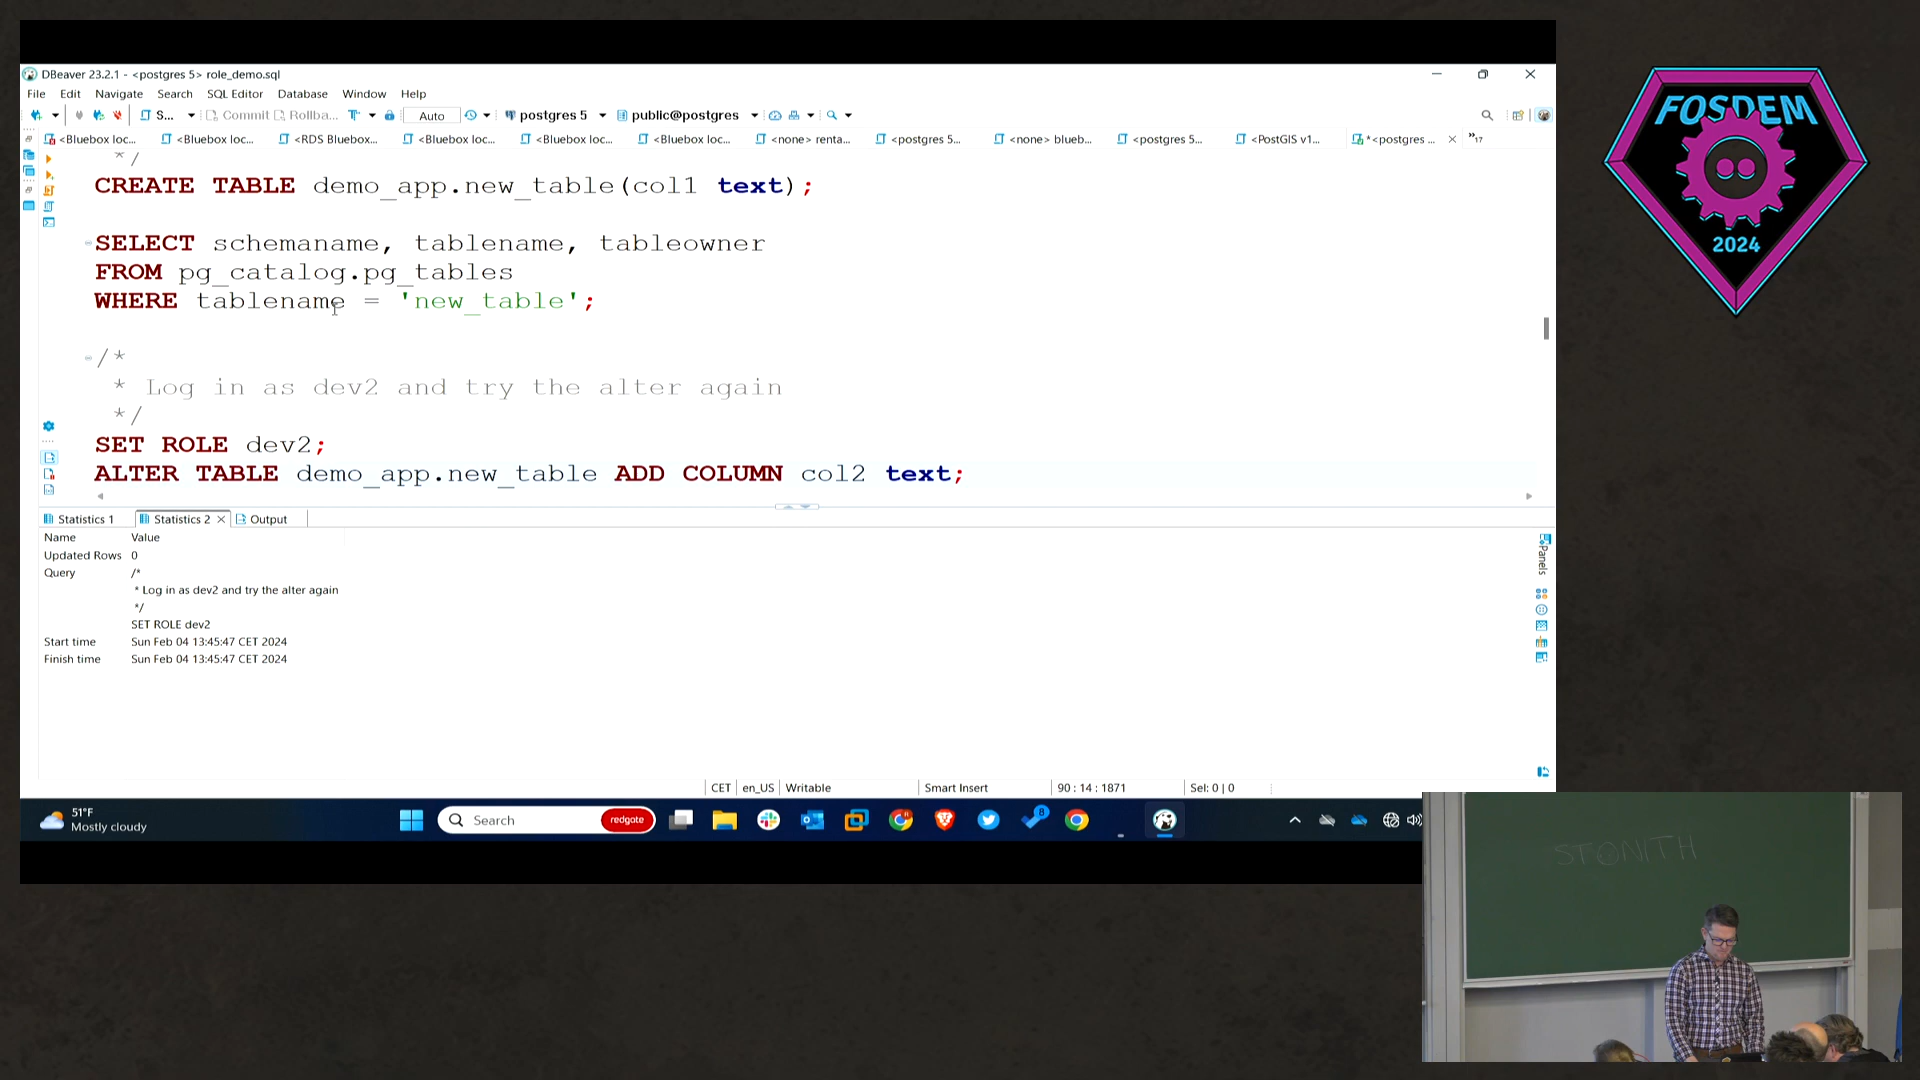 DBeaver 23.2.1 - <postgres 5> role_demo.sql
File Edit Navigate Search SQL Editor Database Window Help
S... Commit Rollba... Auto postgres 5 public@postgres
<Bluebox loc... <Bluebox loc... <RDS Bluebox... <Bluebox loc... <Bluebox loc... <Bluebox loc... <none> renta... <postgres 5... <none> blueb... <postgres 5... <PostGIS v1... *<postgres ... »17
*/
CREATE TABLE demo_app.new_table(col1 text);
SELECT schemaname, tablename, tableowner
FROM pg_catalog.pg_tables
WHERE tablename = 'new_table';
/*
* Log in as dev2 and try the alter again
*/
SET ROLE dev2;
ALTER TABLE demo_app.new_table ADD COLUMN col2 text;
Statistics 1 Statistics 2 Output
Name Value
Updated Rows 0
Query /*
* Log in as dev2 and try the alter again
*/
SET ROLE dev2
Start time Sun Feb 04 13:45:47 CET 2024
Finish time Sun Feb 04 13:45:47 CET 2024
Panels
CET en_US Writable Smart Insert 90 : 14 : 1871 Sel: 0 | 0
51°F
Mostly cloudy
Search redgate
8
FOSDEM
2024
STONITH